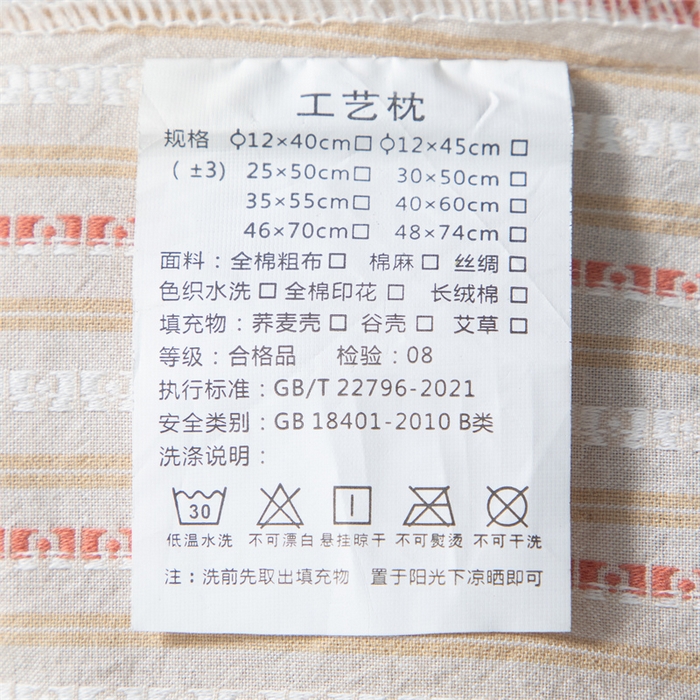 工艺枕
规格 ϕ12×40cm□ ϕ12×45cm □
( ±3) 25×50cm□ 30×50cm □
35×55cm□ 40×60cm □
46×70cm□ 48×74cm □
面料：全棉粗布□ 棉麻□ 丝绸□
色织水洗□ 全棉印花□ 长绒棉□
填充物：荞麦壳□ 谷壳□ 艾草□
等级：合格品 检验：08
执行标准：GB/T 22796-2021
安全类别：GB 18401-2010 B类
洗涤说明：
30
低温水洗 不可漂白 悬挂晾干 不可熨烫 不可干洗
注：洗前先取出填充物 置于阳光下凉晒即可